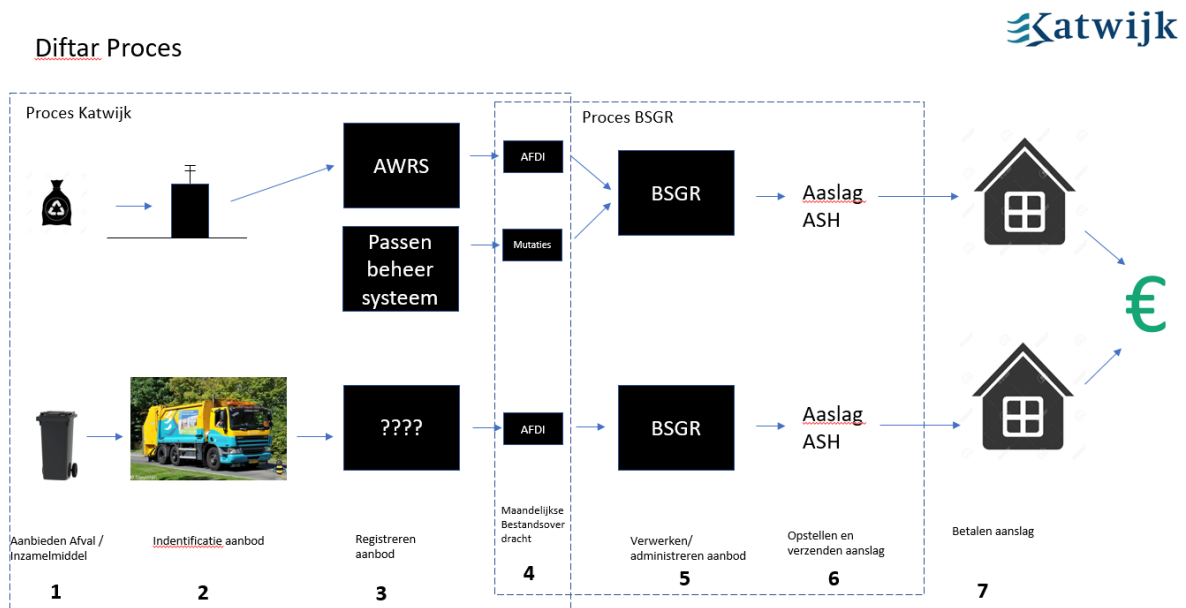 Katwijk
Diftar Proces
Proces Katwijk
Proces BSGR
AWRS
AFDI
BSGR
Aaslag
ASH
Passen
beheer
systeem
Mutaties
€
????
AFDI
BSGR
Aaslag
ASH
Aanbieden Afval /
Inzamelmiddel
Indentificatie aanbod
Registreren
aanbod
Maandelijkse
Bestandsover
dracht
Verwerken/
administreren aanbod
Opstellen en
verzenden aanslag
Betalen aanslag
1
2
3
4
5
6
7